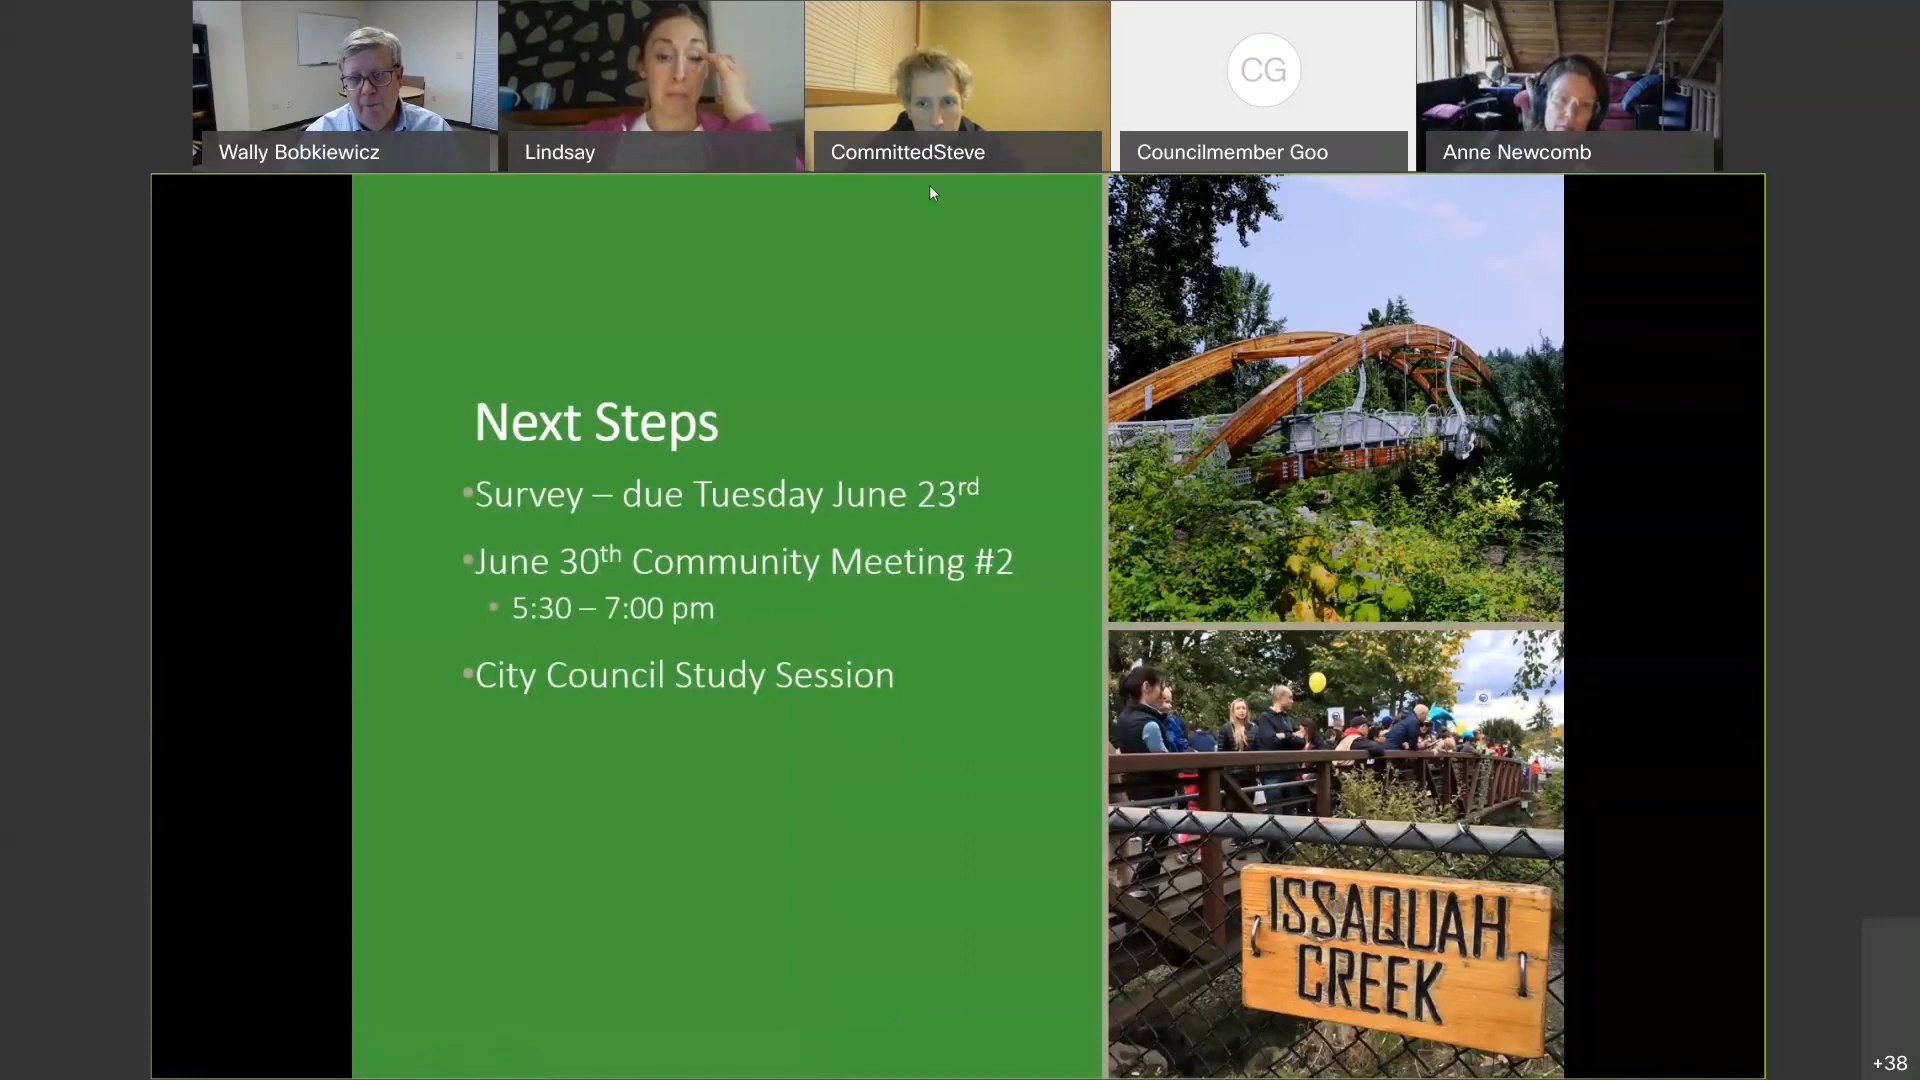 CG
Wally Bobkiewicz
Lindsay
CommittedSteve
Councilmember Goo
Anne Newcomb
Next Steps
•Survey – due Tuesday June 23rd
•June 30th Community Meeting #2
• 5:30 – 7:00 pm
•City Council Study Session
ISSAQUAH
CREEK
+38